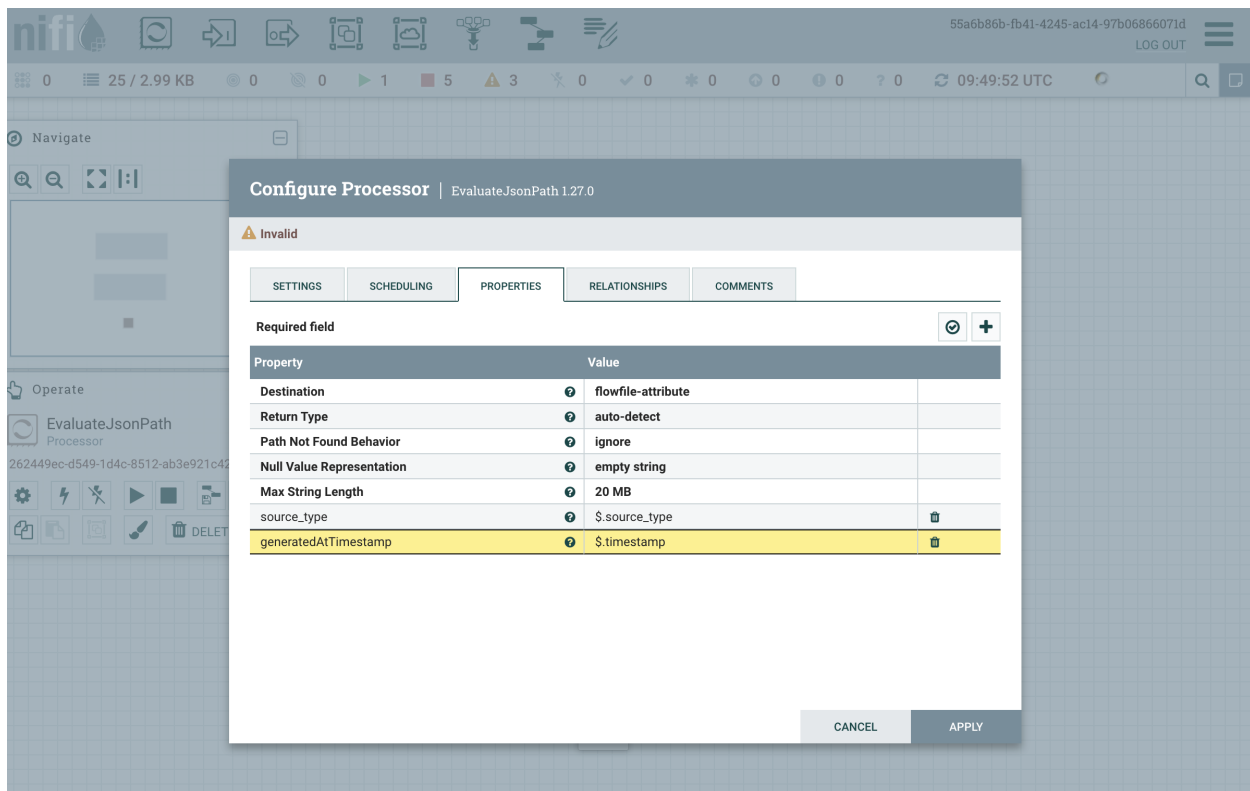 nifi
55a6b86b-fb41-4245-ac14-97b06866071d
LOG OUT
0 25 / 2.99 KB 0 0 1 5 3 0 0 0 0 0 ? 0 09:49:52 UTC
Navigate
Configure Processor | EvaluateJsonPath 1.27.0
Invalid
SETTINGS SCHEDULING PROPERTIES RELATIONSHIPS COMMENTS
Required field
Property Value
Destination flowfile-attribute
Return Type auto-detect
Path Not Found Behavior ignore
Null Value Representation empty string
Max String Length 20 MB
source_type $.source_type
generatedAtTimestamp $.timestamp
CANCEL APPLY
Operate
EvaluateJsonPath
Processor
262449ec-d549-1d4c-8512-ab3e921c42
DELET